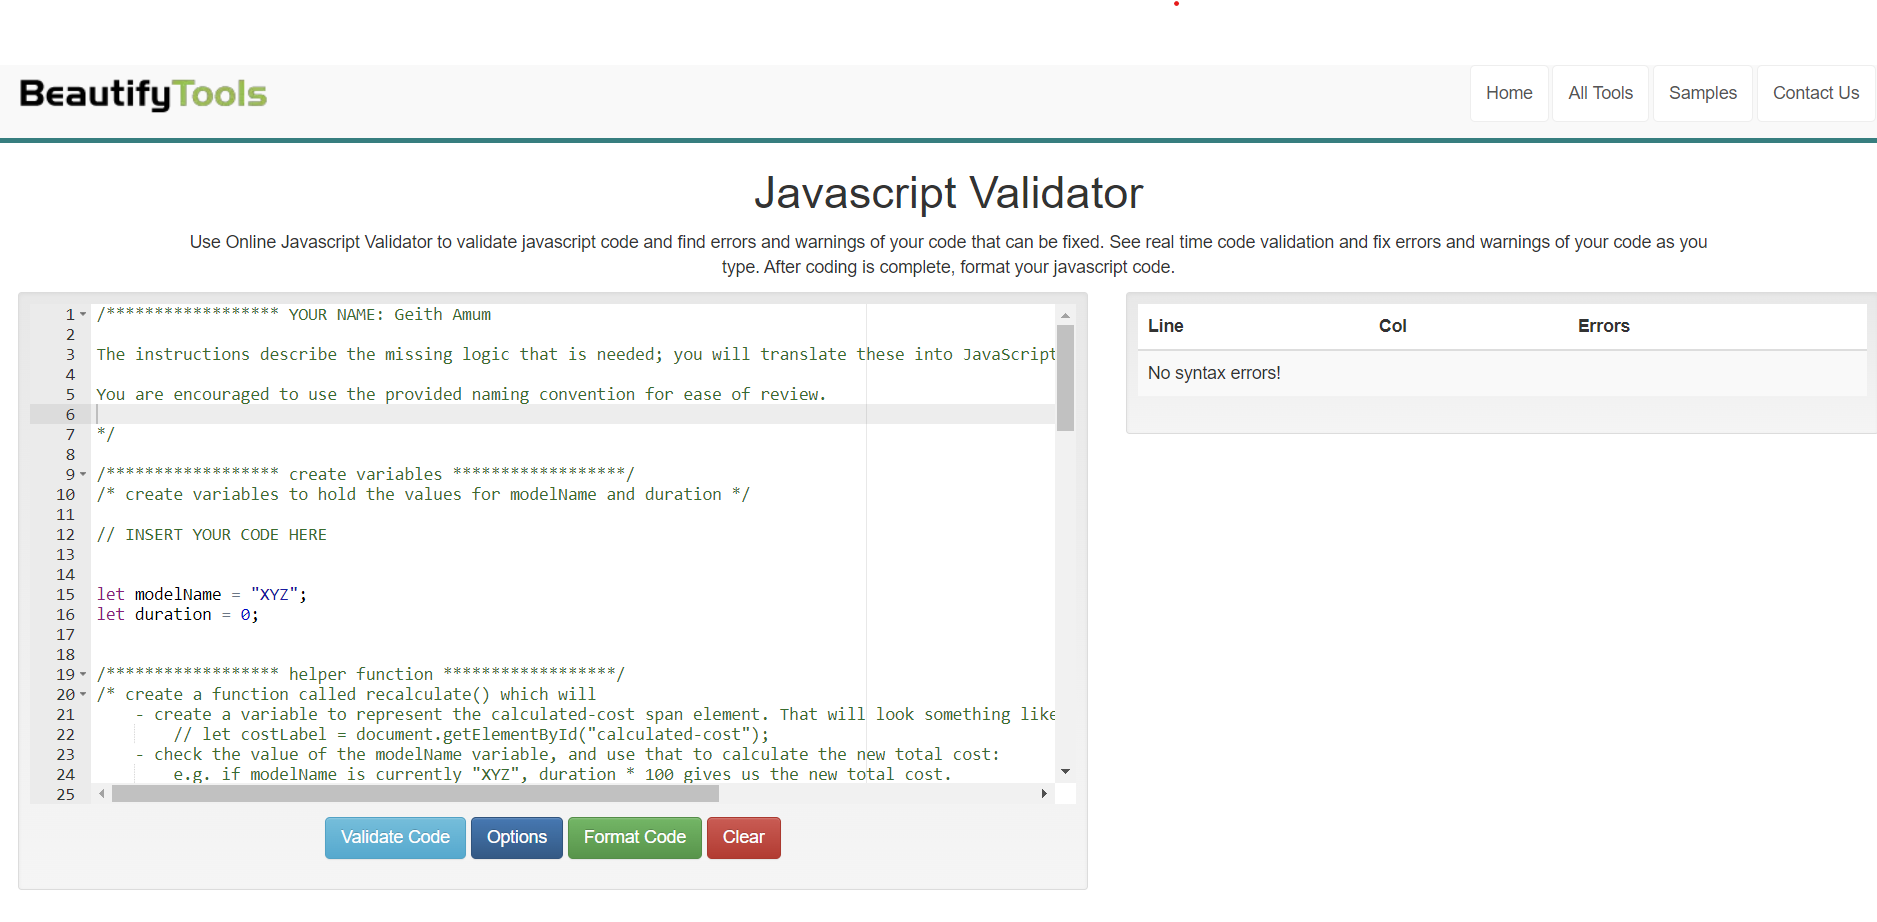 BeautifyTools
Home
All Tools
Samples
Contact Us
Javascript Validator
Use Online Javascript Validator to validate javascript code and find errors and warnings of your code that can be fixed. See real time code validation and fix errors and warnings of your code as you
type. After coding is complete, format your javascript code.
1 /****************** YOUR NAME: Geith Amum
2
3 The instructions describe the missing logic that is needed; you will translate these into JavaScript
4
5 You are encouraged to use the provided naming convention for ease of review.
6
7 */
8
9 /****************** create variables ******************/
10 /* create variables to hold the values for modelName and duration */
11
12 // INSERT YOUR CODE HERE
13
14
15 let modelName = "XYZ";
16 let duration = 0;
17
18
19 /****************** helper function ******************/
20 /* create a function called recalculate() which will
21     - create a variable to represent the calculated-cost span element. That will look something like
22         // let costLabel = document.getElementById("calculated-cost");
23     - check the value of the modelName variable, and use that to calculate the new total cost:
24         e.g. if modelName is currently "XYZ", duration * 100 gives us the new total cost.
25
Validate Code
Options
Format Code
Clear
Line Col Errors
No syntax errors!